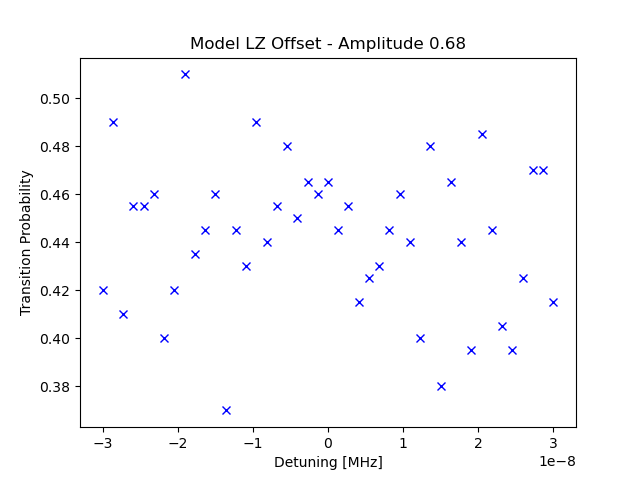 Model LZ Offset - Amplitude 0.68
0.50
0.48
0.46
0.44
0.42
0.40
0.38
Transition Probability
−3 −2 −1 0 1 2 3
1e−8
Detuning [MHz]